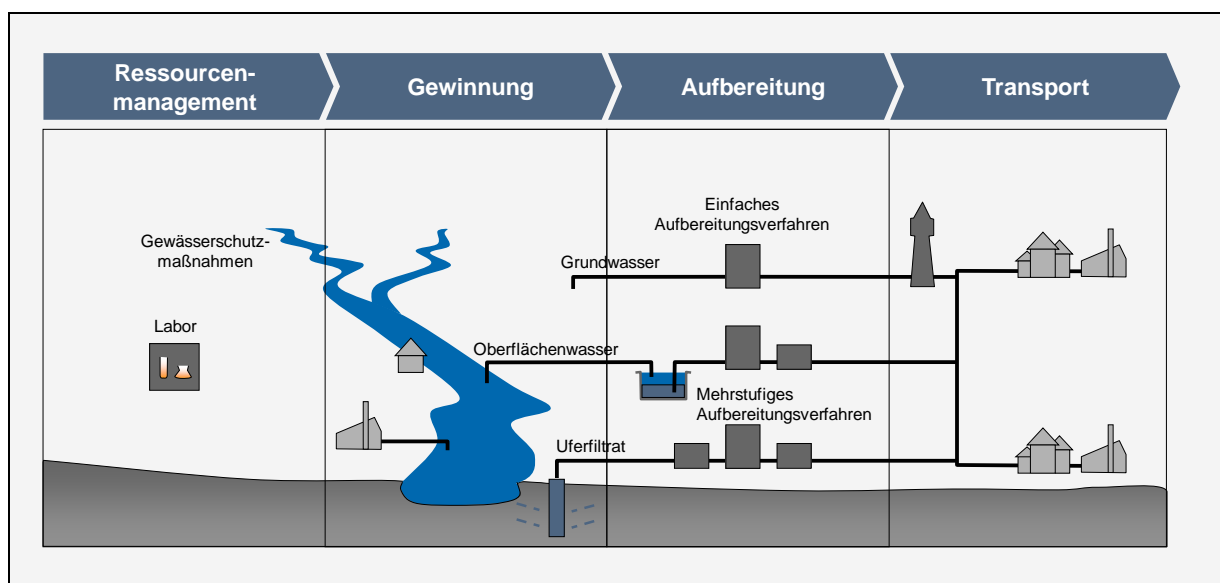 Ressourcen-
management
Gewinnung
Aufbereitung
Transport
Einfaches
Aufbereitungsverfahren
Gewässerschutz-
maßnahmen
Grundwasser
Labor
Oberflächenwasser
Mehrstufiges
Aufbereitungsverfahren
Uferfiltrat